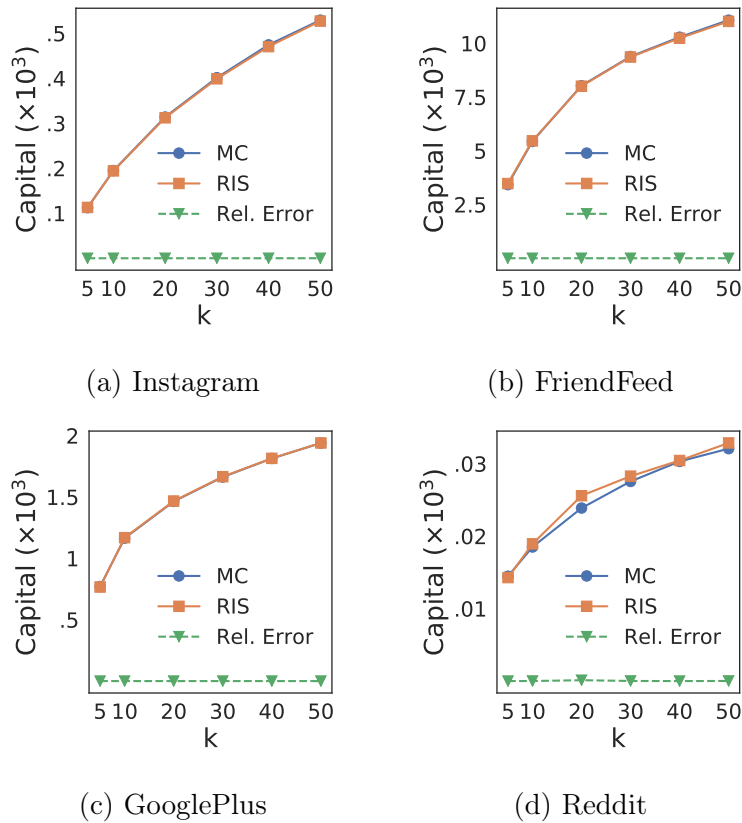 .5
.4
.3
.2
.1
Capital (×10³)
MC
RIS
Rel. Error
5 10 20 30 40 50
k
(a) Instagram
10
7.5
5
2.5
Capital (×10³)
MC
RIS
Rel. Error
5 10 20 30 40 50
k
(b) FriendFeed
2
1.5
1
.5
Capital (×10³)
MC
RIS
Rel. Error
5 10 20 30 40 50
k
(c) GooglePlus
.03
.02
.01
Capital (×10³)
MC
RIS
Rel. Error
5 10 20 30 40 50
k
(d) Reddit